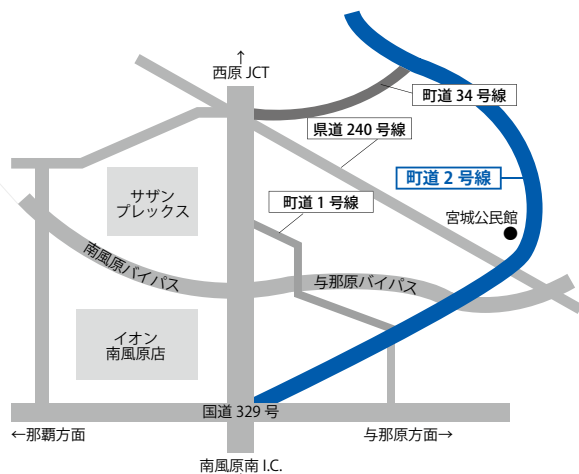 ↑
西原 JCT
町道 34 号線
県道 240 号線
町道 2 号線
サザン
プレックス
町道 1 号線
宮城公民館
南風原バイパス
与那原バイパス
イオン
南風原店
国道 329 号
←那覇方面
与那原方面→
南風原南 I.C.